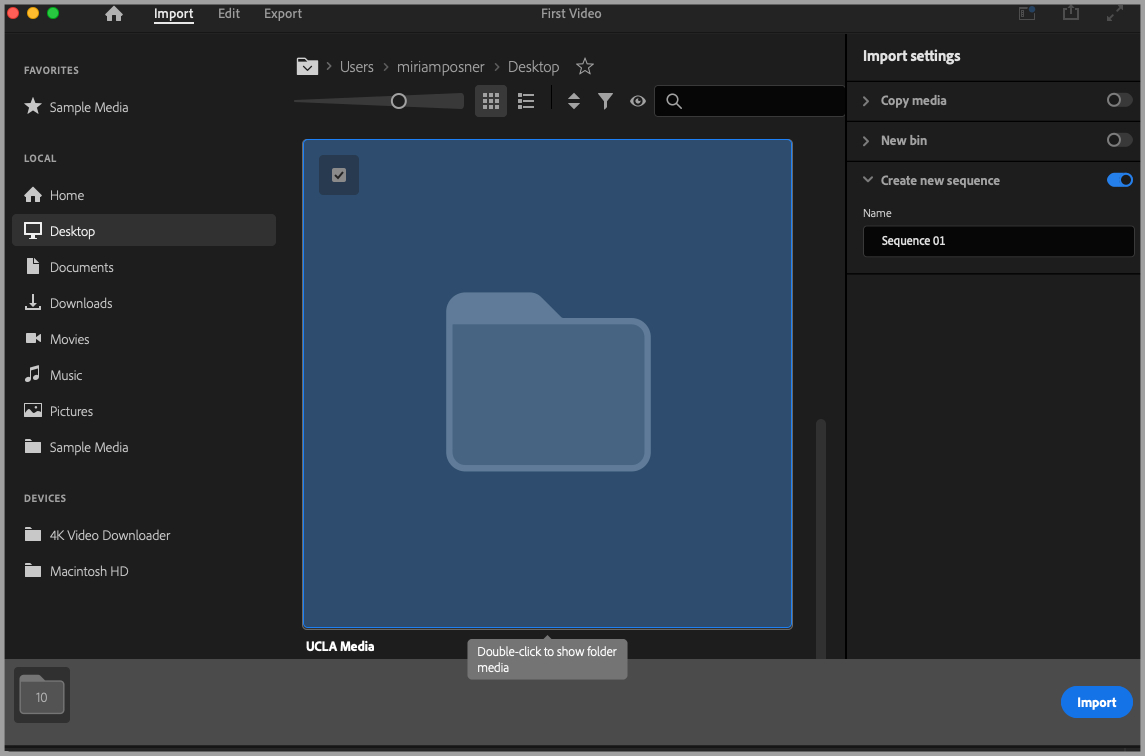 Import Edit Export First Video
FAVORITES
Sample Media
LOCAL
Home
Desktop
Documents
Downloads
Movies
Music
Pictures
Sample Media
DEVICES
4K Video Downloader
Macintosh HD
Users > miriamposner > Desktop
UCLA Media
Double-click to show folder
media
Import settings
Copy media
New bin
Create new sequence
Name
Sequence 01
10
Import